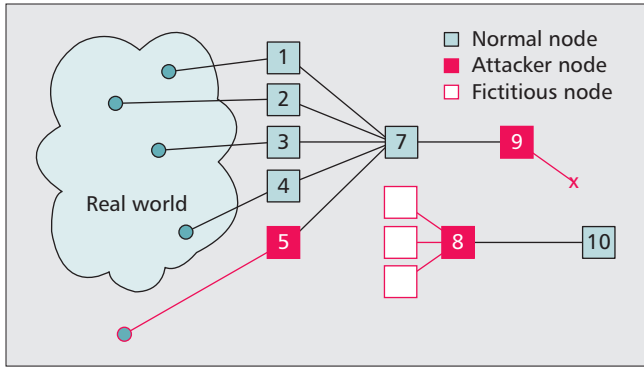 1
2
3
4
5
7
9
x
8
10
Real world
Normal node
Attacker node
Fictitious node